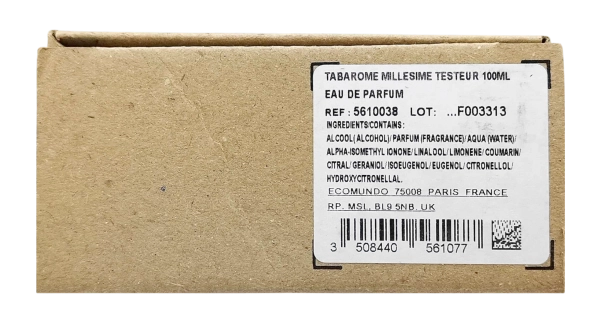 TABAROME MILLESIME TESTEUR 100ML
EAU DE PARFUM
REF : 5610038 LOT: ...F003313
INGREDIENTS/CONTAINS :
ALCOOL( ALCOHOL)/ PARFUM (FRAGRANCE)/ AQUA (WATER)/
ALPHA-ISOMETHYL IONONE/ LINALOOL/ LIMONENE/ COUMARIN/
CITRAL/ GERANIOL/ ISOEUGENOL/ EUGENOL/ CITRONELLOL/
HYDROXYCITRONELLAL.
ECOMUNDO 75008 PARIS FRANCE
RP. MSL, BL9 5NB, UK
3 508440 561077